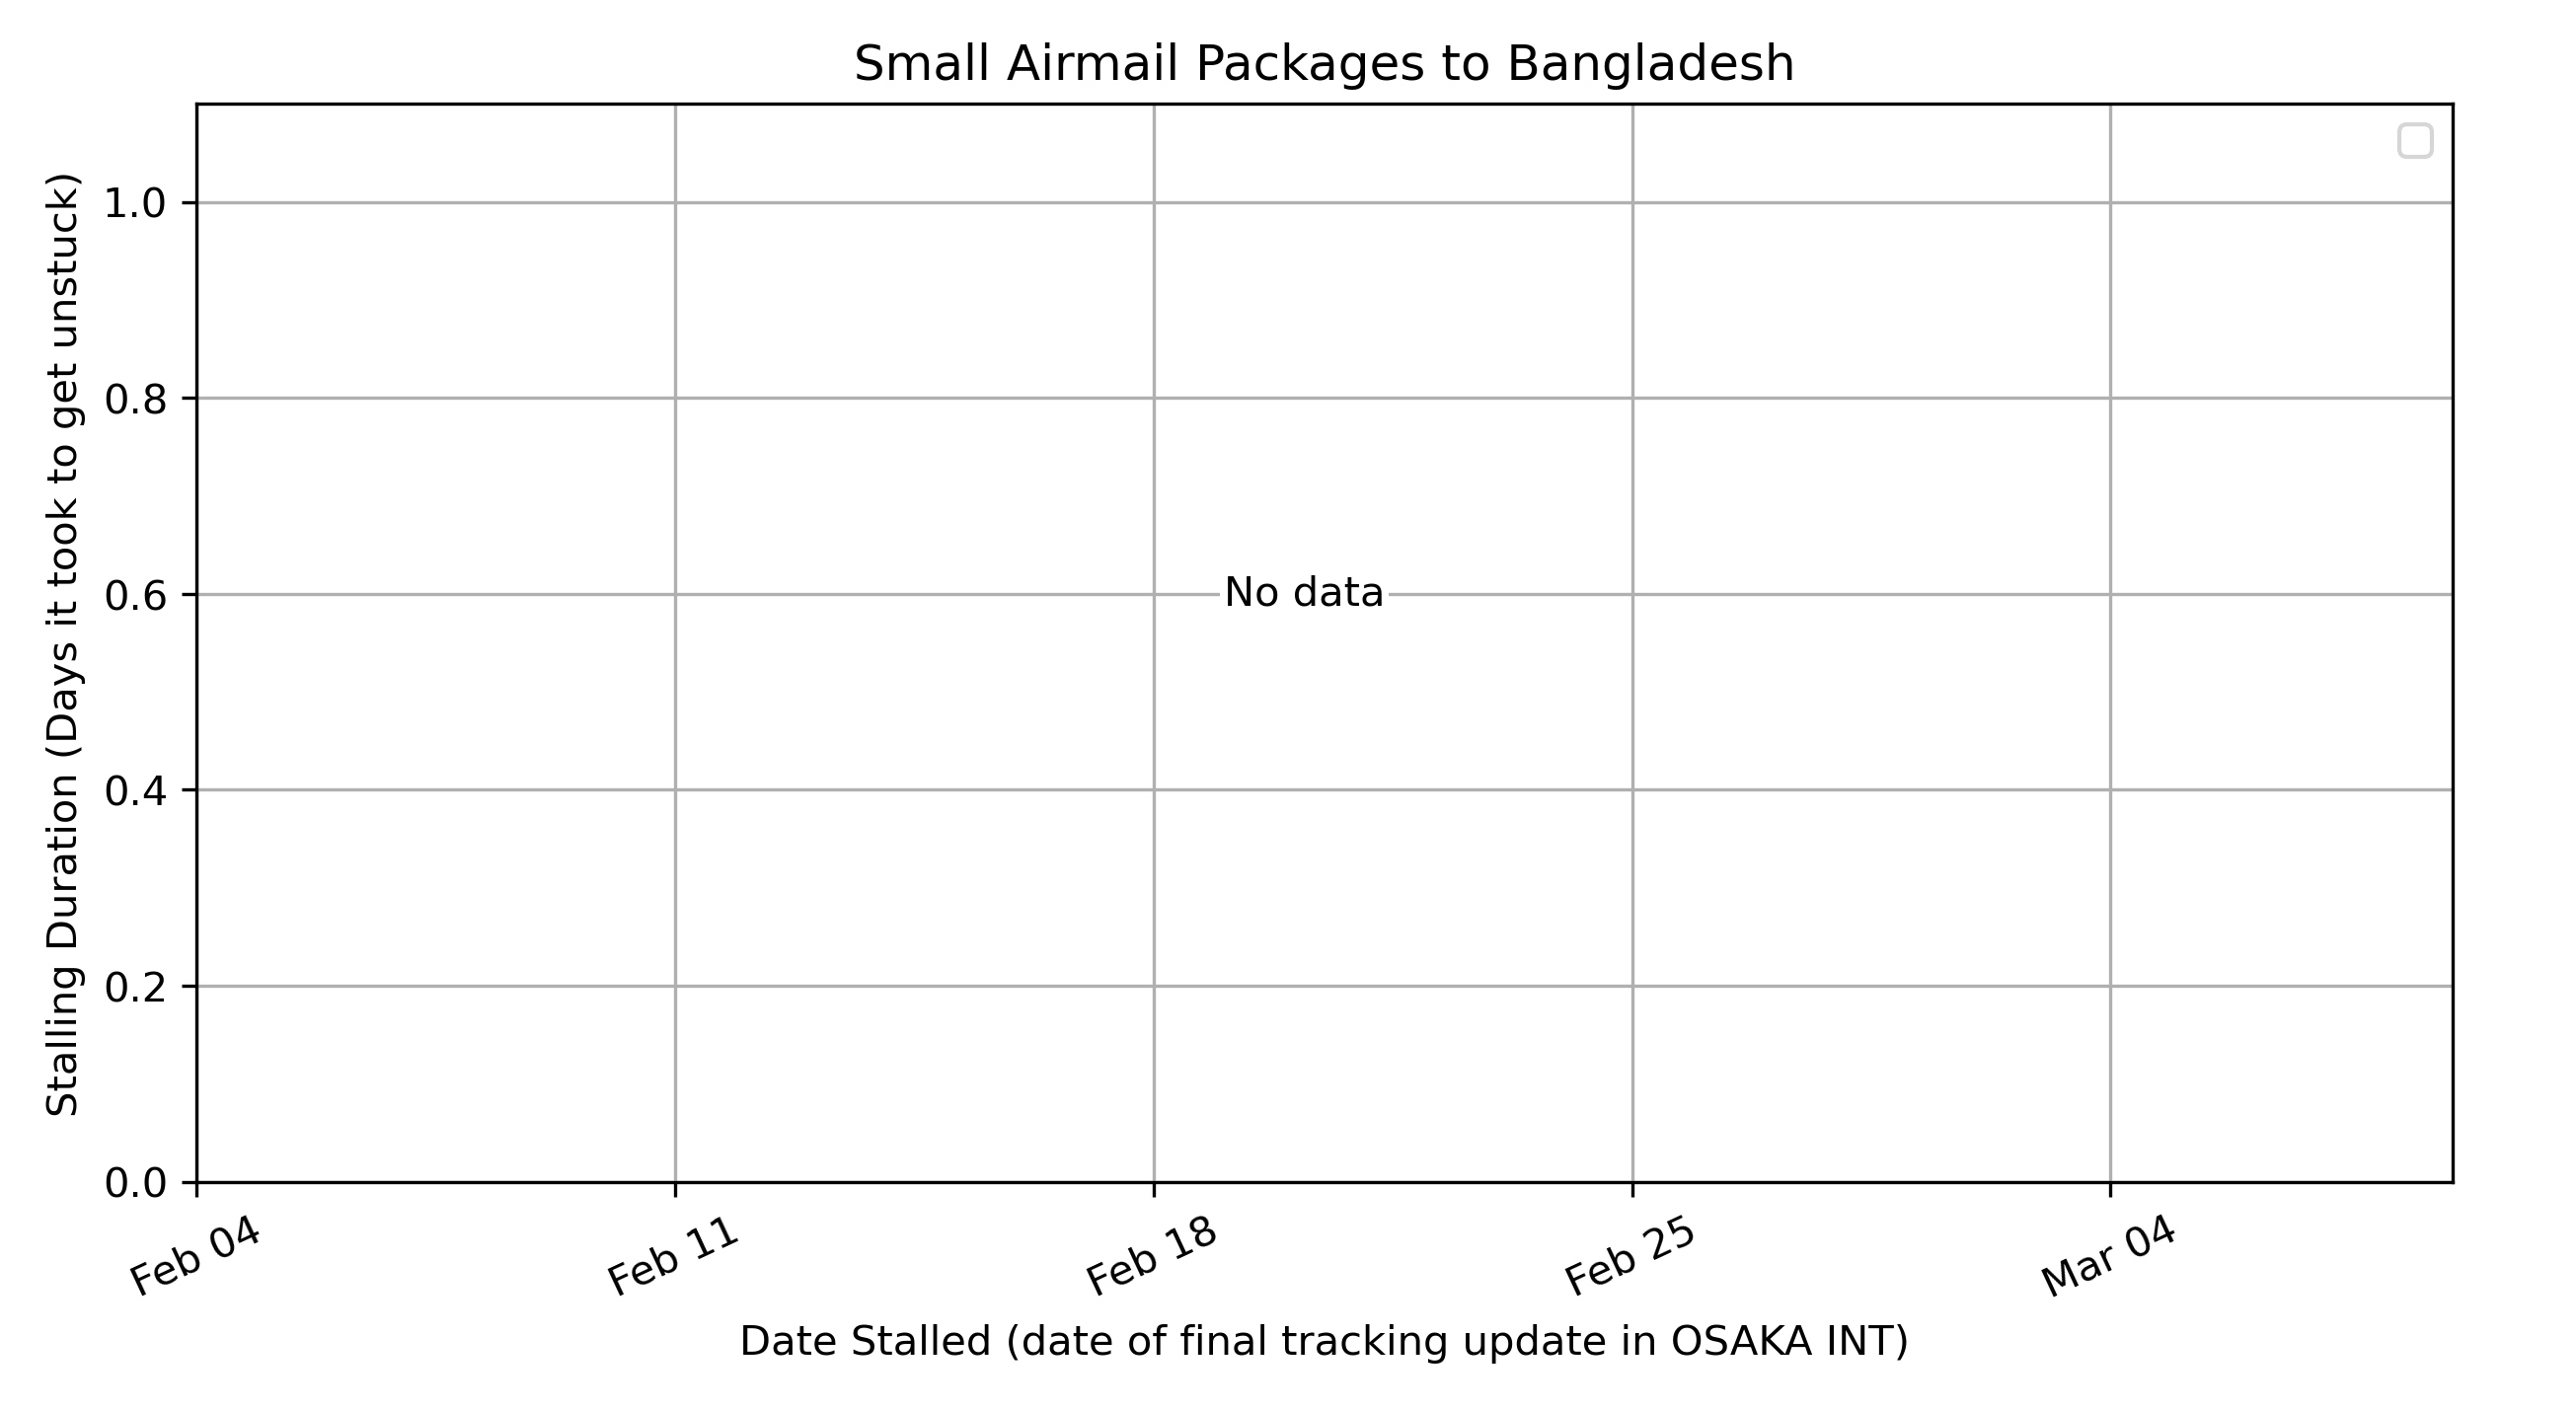 Small Airmail Packages to Bangladesh
Stalling Duration (Days it took to get unstuck)
1.0
0.8
0.6
0.4
0.2
0.0
No data
Feb 04
Feb 11
Feb 18
Feb 25
Mar 04
Date Stalled (date of final tracking update in OSAKA INT)